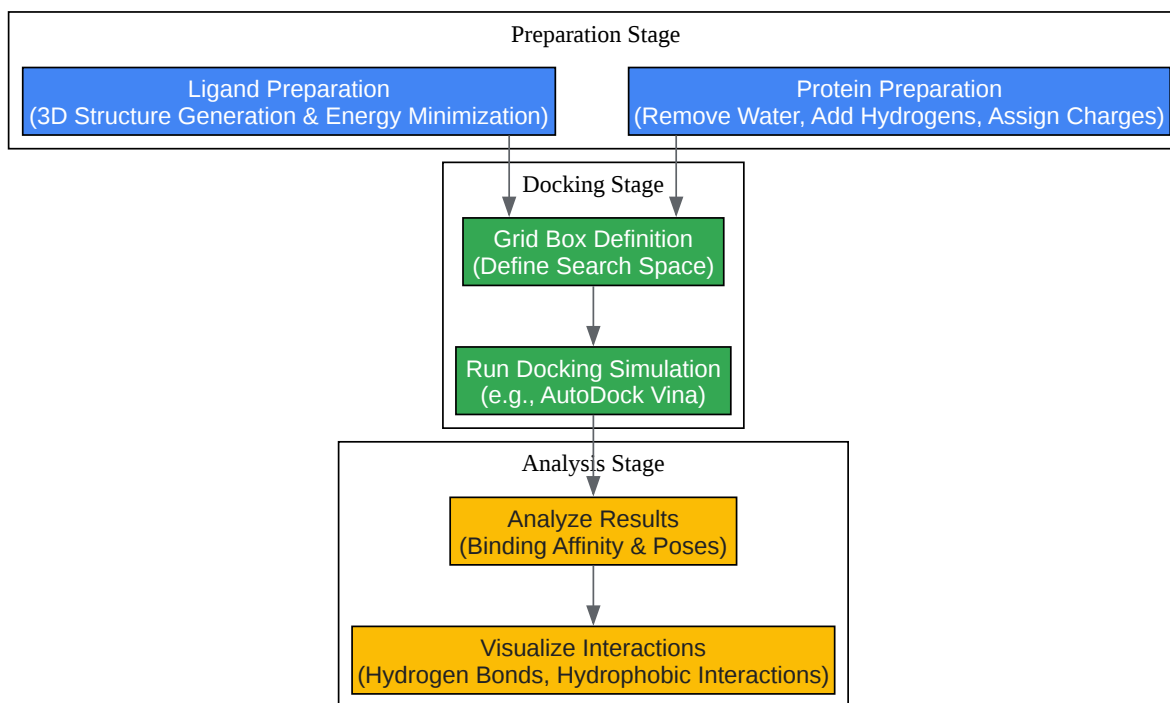 Preparation Stage
Ligand Preparation
(3D Structure Generation & Energy Minimization)
Protein Preparation
(Remove Water, Add Hydrogens, Assign Charges)
Docking Stage
Grid Box Definition
(Define Search Space)
Run Docking Simulation
(e.g., AutoDock Vina)
Analysis Stage
Analyze Results
(Binding Affinity & Poses)
Visualize Interactions
(Hydrogen Bonds, Hydrophobic Interactions)